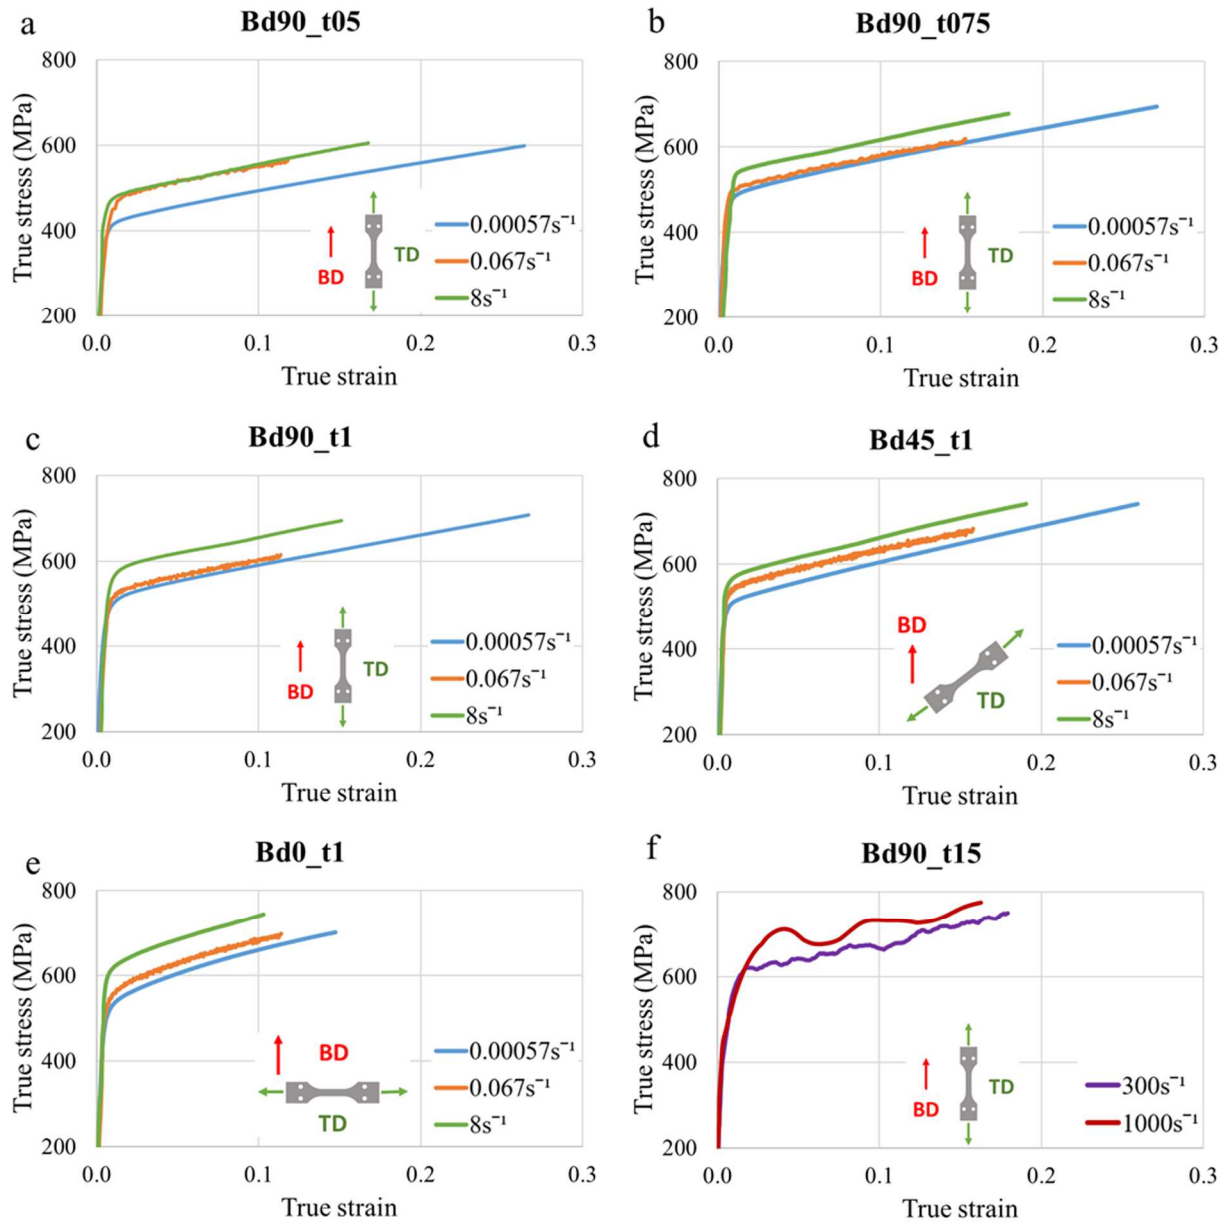 a
Bd90_t05
True stress (MPa)
800
600
400
200
0.0 0.1 0.2 0.3
True strain
BD
TD
0.00057s⁻¹
0.067s⁻¹
8s⁻¹
b
Bd90_t075
True stress (MPa)
800
600
400
200
0.0 0.1 0.2 0.3
True strain
BD
TD
0.00057s⁻¹
0.067s⁻¹
8s⁻¹
c
Bd90_t1
True stress (MPa)
800
600
400
200
0.0 0.1 0.2 0.3
True strain
BD
TD
0.00057s⁻¹
0.067s⁻¹
8s⁻¹
d
Bd45_t1
True stress (MPa)
800
600
400
200
0.0 0.1 0.2 0.3
True strain
BD
TD
0.00057s⁻¹
0.067s⁻¹
8s⁻¹
e
Bd0_t1
True stress (MPa)
800
600
400
200
0.0 0.1 0.2 0.3
True strain
BD
TD
0.00057s⁻¹
0.067s⁻¹
8s⁻¹
f
Bd90_t15
True stress (MPa)
800
600
400
200
0.0 0.1 0.2 0.3
True strain
BD
TD
300s⁻¹
1000s⁻¹